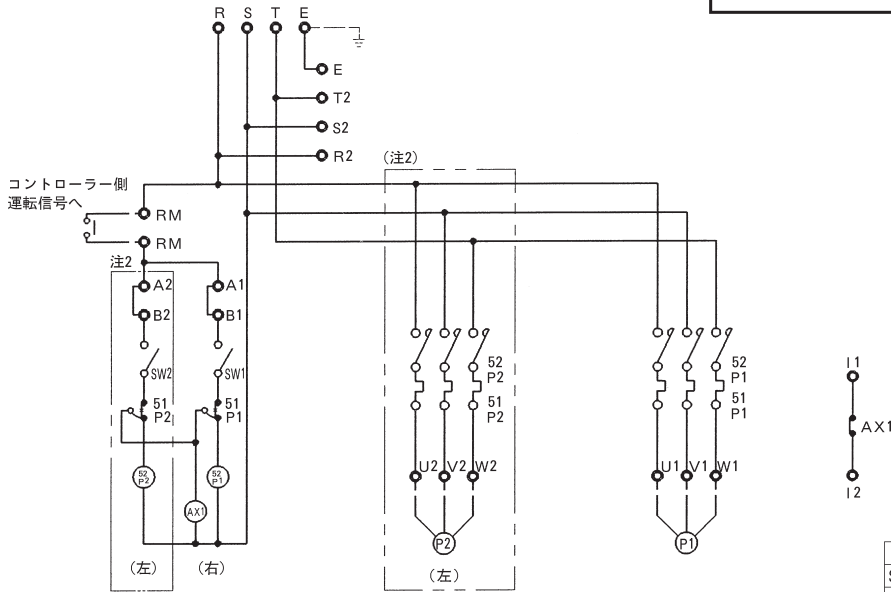 R S T E
E
T2
S2
R2
(注2)
コントローラー側
運転信号へ
RM
RM
注2
A2 A1
B2 B1
SW2 SW1
51
P2
51
P1
52
P2
52
P1
AX1
(左) (右)
52
P2
51
P2
52
P1
51
P1
U2 V2 W2
U1 V1 W1
P2
P1
(左)
I1
AX1
I2
S